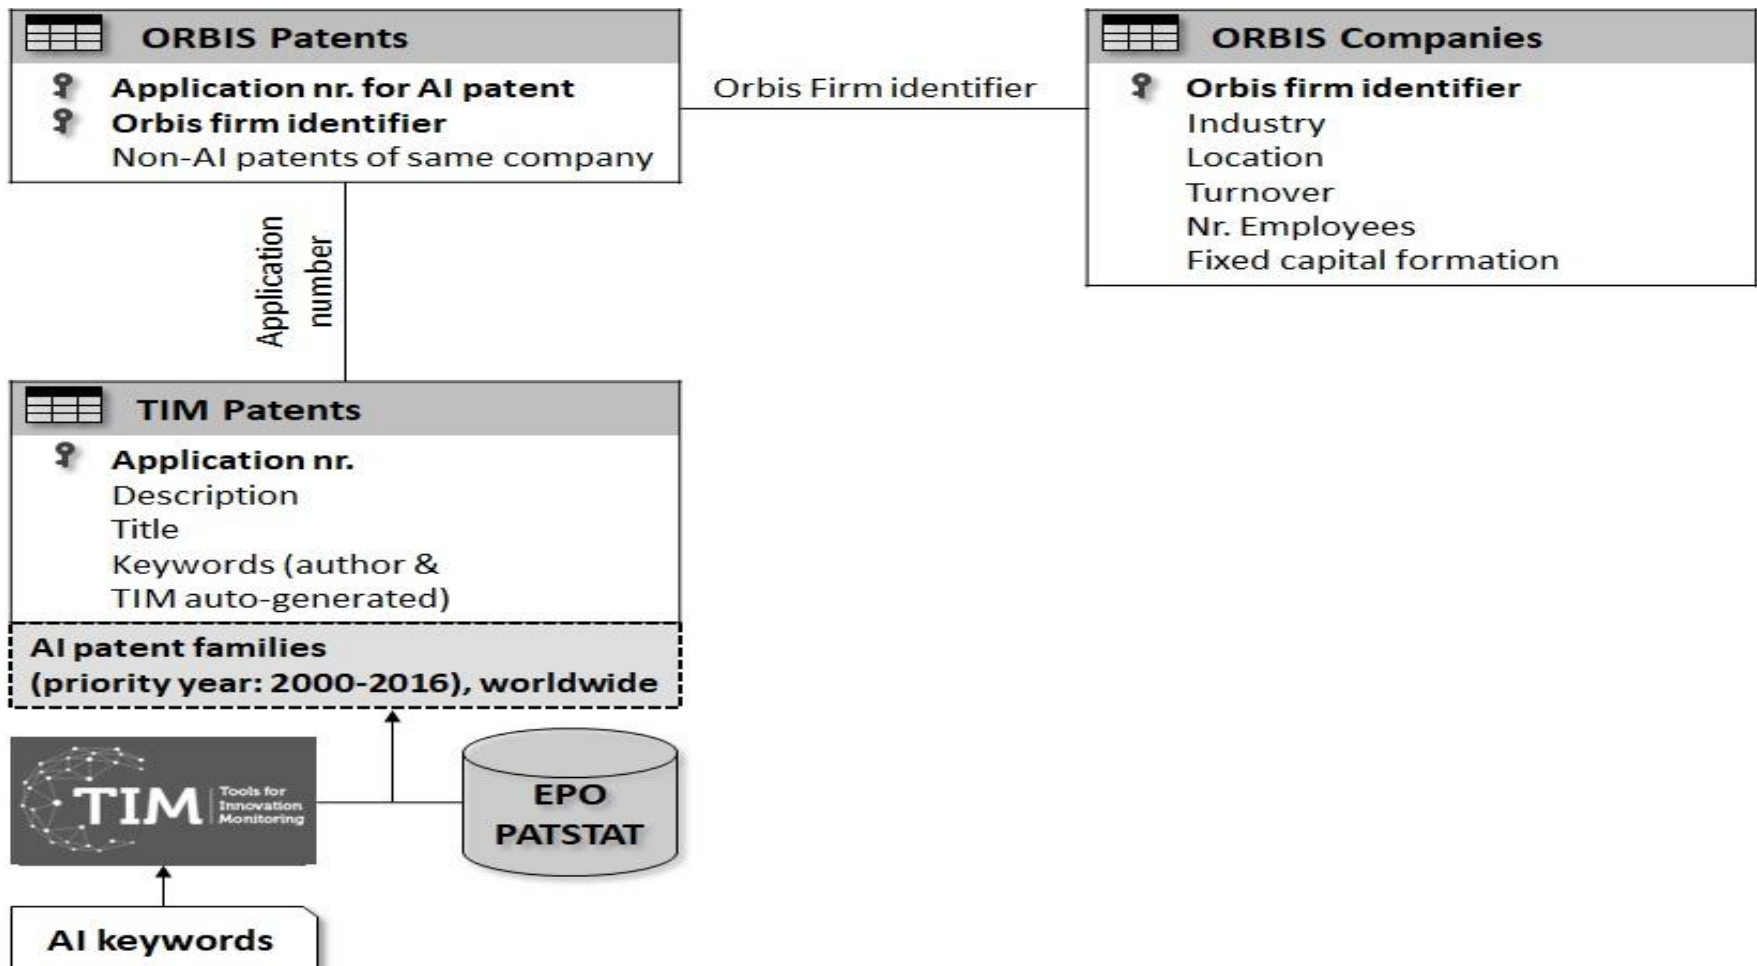 ORBIS Patents
Application nr. for AI patent
Orbis firm identifier
Non-AI patents of same company
Orbis Firm identifier
ORBIS Companies
Orbis firm identifier
Industry
Location
Turnover
Nr. Employees
Fixed capital formation
Application
number
TIM Patents
Application nr.
Description
Title
Keywords (author &
TIM auto-generated)
AI patent families
(priority year: 2000-2016), worldwide
TIM
Tools for
Innovation
Monitoring
EPO
PATSTAT
AI keywords